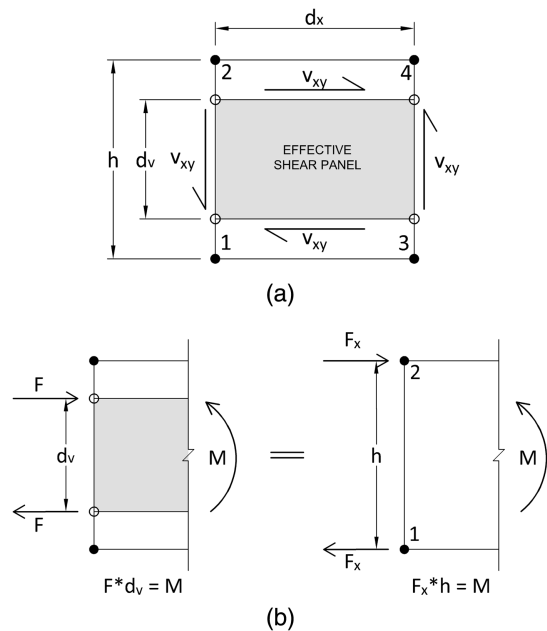 dx
2
4
vxy
h
dv
vxy
EFFECTIVE
SHEAR PANEL
vxy
1
vxy
3
(a)
F
dv
M
F
F*dv = M
Fx
2
h
M
1
Fx
Fx*h = M
(b)